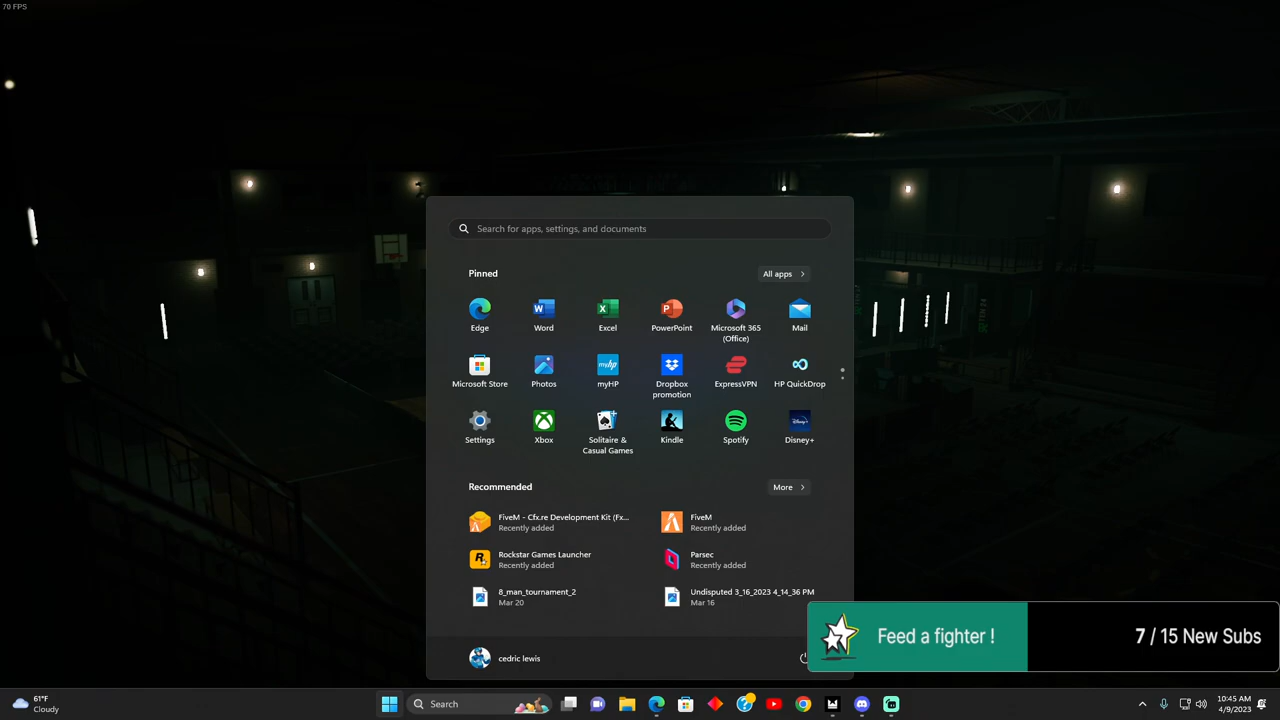 70 FPS
Search for apps, settings, and documents
Pinned
All apps
Edge
Word
Excel
PowerPoint
Microsoft 365
(Office)
Mail
Microsoft Store
Photos
myHP
Dropbox
promotion
ExpressVPN
HP QuickDrop
Settings
Xbox
Solitaire &
Casual Games
Kindle
Spotify
Disney+
Recommended
More
FiveM - Cfx.re Development Kit (Fx...
Recently added
FiveM
Recently added
Rockstar Games Launcher
Recently added
Parsec
Recently added
8_man_tournament_2
Mar 20
Undisputed 3_16_2023 4_14_36 PM
Mar 16
Feed a fighter !
7 / 15 New Subs
cedric lewis
61°F
Cloudy
Search
10:45 AM
4/9/2023